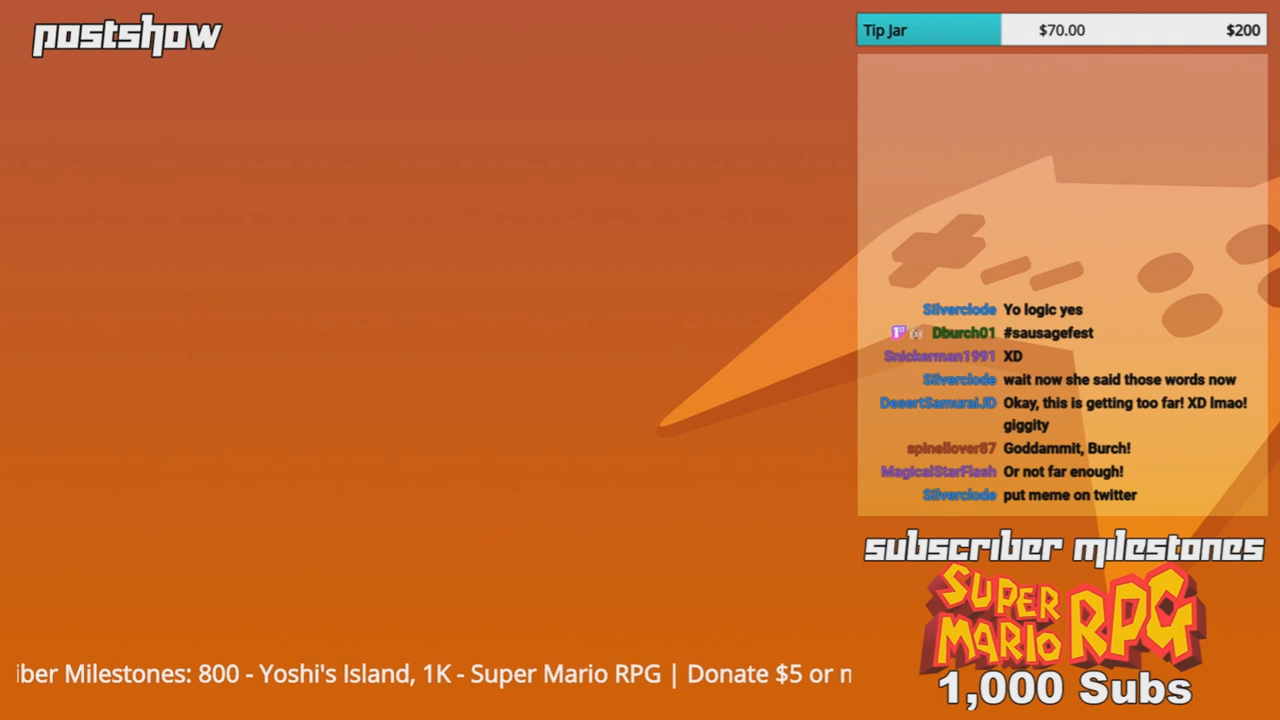 postshow
Tip Jar $70.00 $200
Silverclode Yo logic yes
Dburch01 #sausagefest
Snickerman1991 XD
Silverclode wait now she said those words now
DesertSamuraiJD Okay, this is getting too far! XD lmao!
giggity
spinellover87 Goddammit, Burch!
MagicalStarFlash Or not far enough!
Silverclode put meme on twitter
subscriber milestones
SUPER
MARIO RPG
1,000 Subs
iber Milestones: 800 - Yoshi's Island, 1K - Super Mario RPG | Donate $5 or